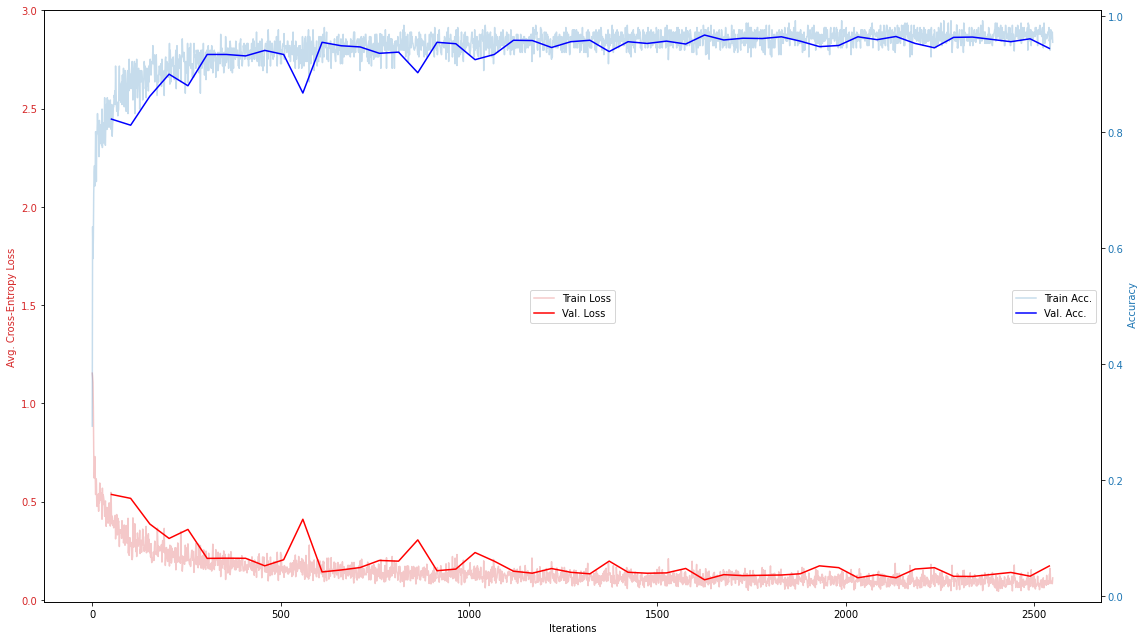 3.0
2.5
2.0
1.5
1.0
0.5
0.0
Avg. Cross-Entropy Loss
Train Loss
Val. Loss
Train Acc.
Val. Acc.
1.0
0.8
0.6
0.4
0.2
0.0
Accuracy
0
500
1000
1500
2000
2500
Iterations